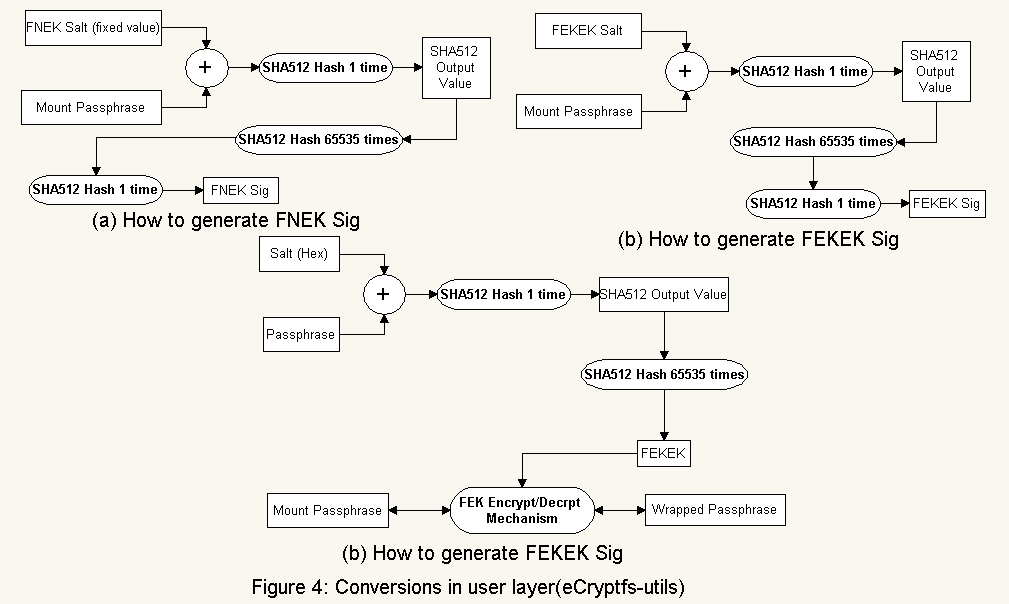 FNEK Salt (fixed value)
+
SHA512 Hash 1 time
SHA512
Output
Value
Mount Passphrase
SHA512 Hash 65535 times
SHA512 Hash 1 time
FNEK Sig
(a) How to generate FNEK Sig
FEKEK Salt
+
SHA512 Hash 1 time
SHA512
Output
Value
Mount Passphrase
SHA512 Hash 65535 times
SHA512 Hash 1 time
FEKEK Sig
(b) How to generate FEKEK Sig
Salt (Hex)
+
SHA512 Hash 1 time
SHA512 Output Value
Passphrase
SHA512 Hash 65535 times
FEKEK
Mount Passphrase
FEK Encrypt/Decrpt
Mechanism
Wrapped Passphrase
(b) How to generate FEKEK Sig
Figure 4: Conversions in user layer(eCryptfs-utils)